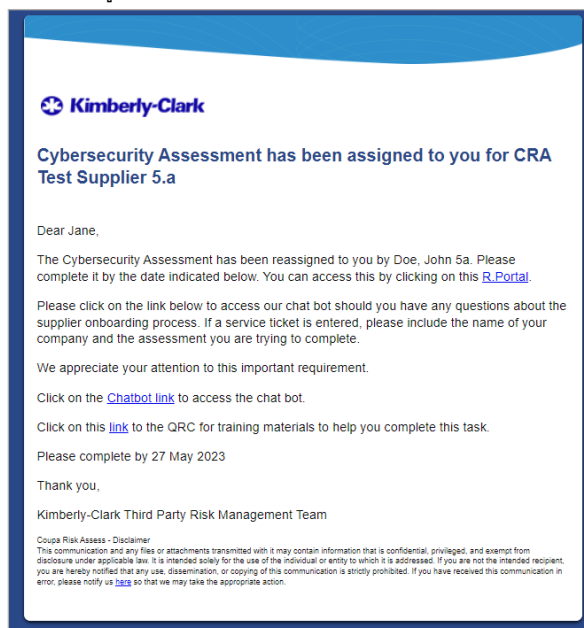 Kimberly-Clark
Cybersecurity Assessment has been assigned to you for CRA
Test Supplier 5.a
Dear Jane,
The Cybersecurity Assessment has been reassigned to you by Doe, John 5a. Please
complete it by the date indicated below. You can access this by clicking on this R.Portal.
Please click on the link below to access our chat bot should you have any questions about the
supplier onboarding process. If a service ticket is entered, please include the name of your
company and the assessment you are trying to complete.
We appreciate your attention to this important requirement.
Click on the Chatbot link to access the chat bot.
Click on this link to the QRC for training materials to help you complete this task.
Please complete by 27 May 2023
Thank you,
Kimberly-Clark Third Party Risk Management Team
Coupa Risk Assess - Disclaimer
This communication and any files or attachments transmitted with it may contain information that is confidential, privileged, and exempt from
disclosure under applicable law. It is intended solely for the use of the individual or entity to which it is addressed. If you are not the intended recipient,
you are hereby notified that any use, dissemination, or copying of this communication is strictly prohibited. If you have received this communication in
error, please notify us here so that we may take the appropriate action.